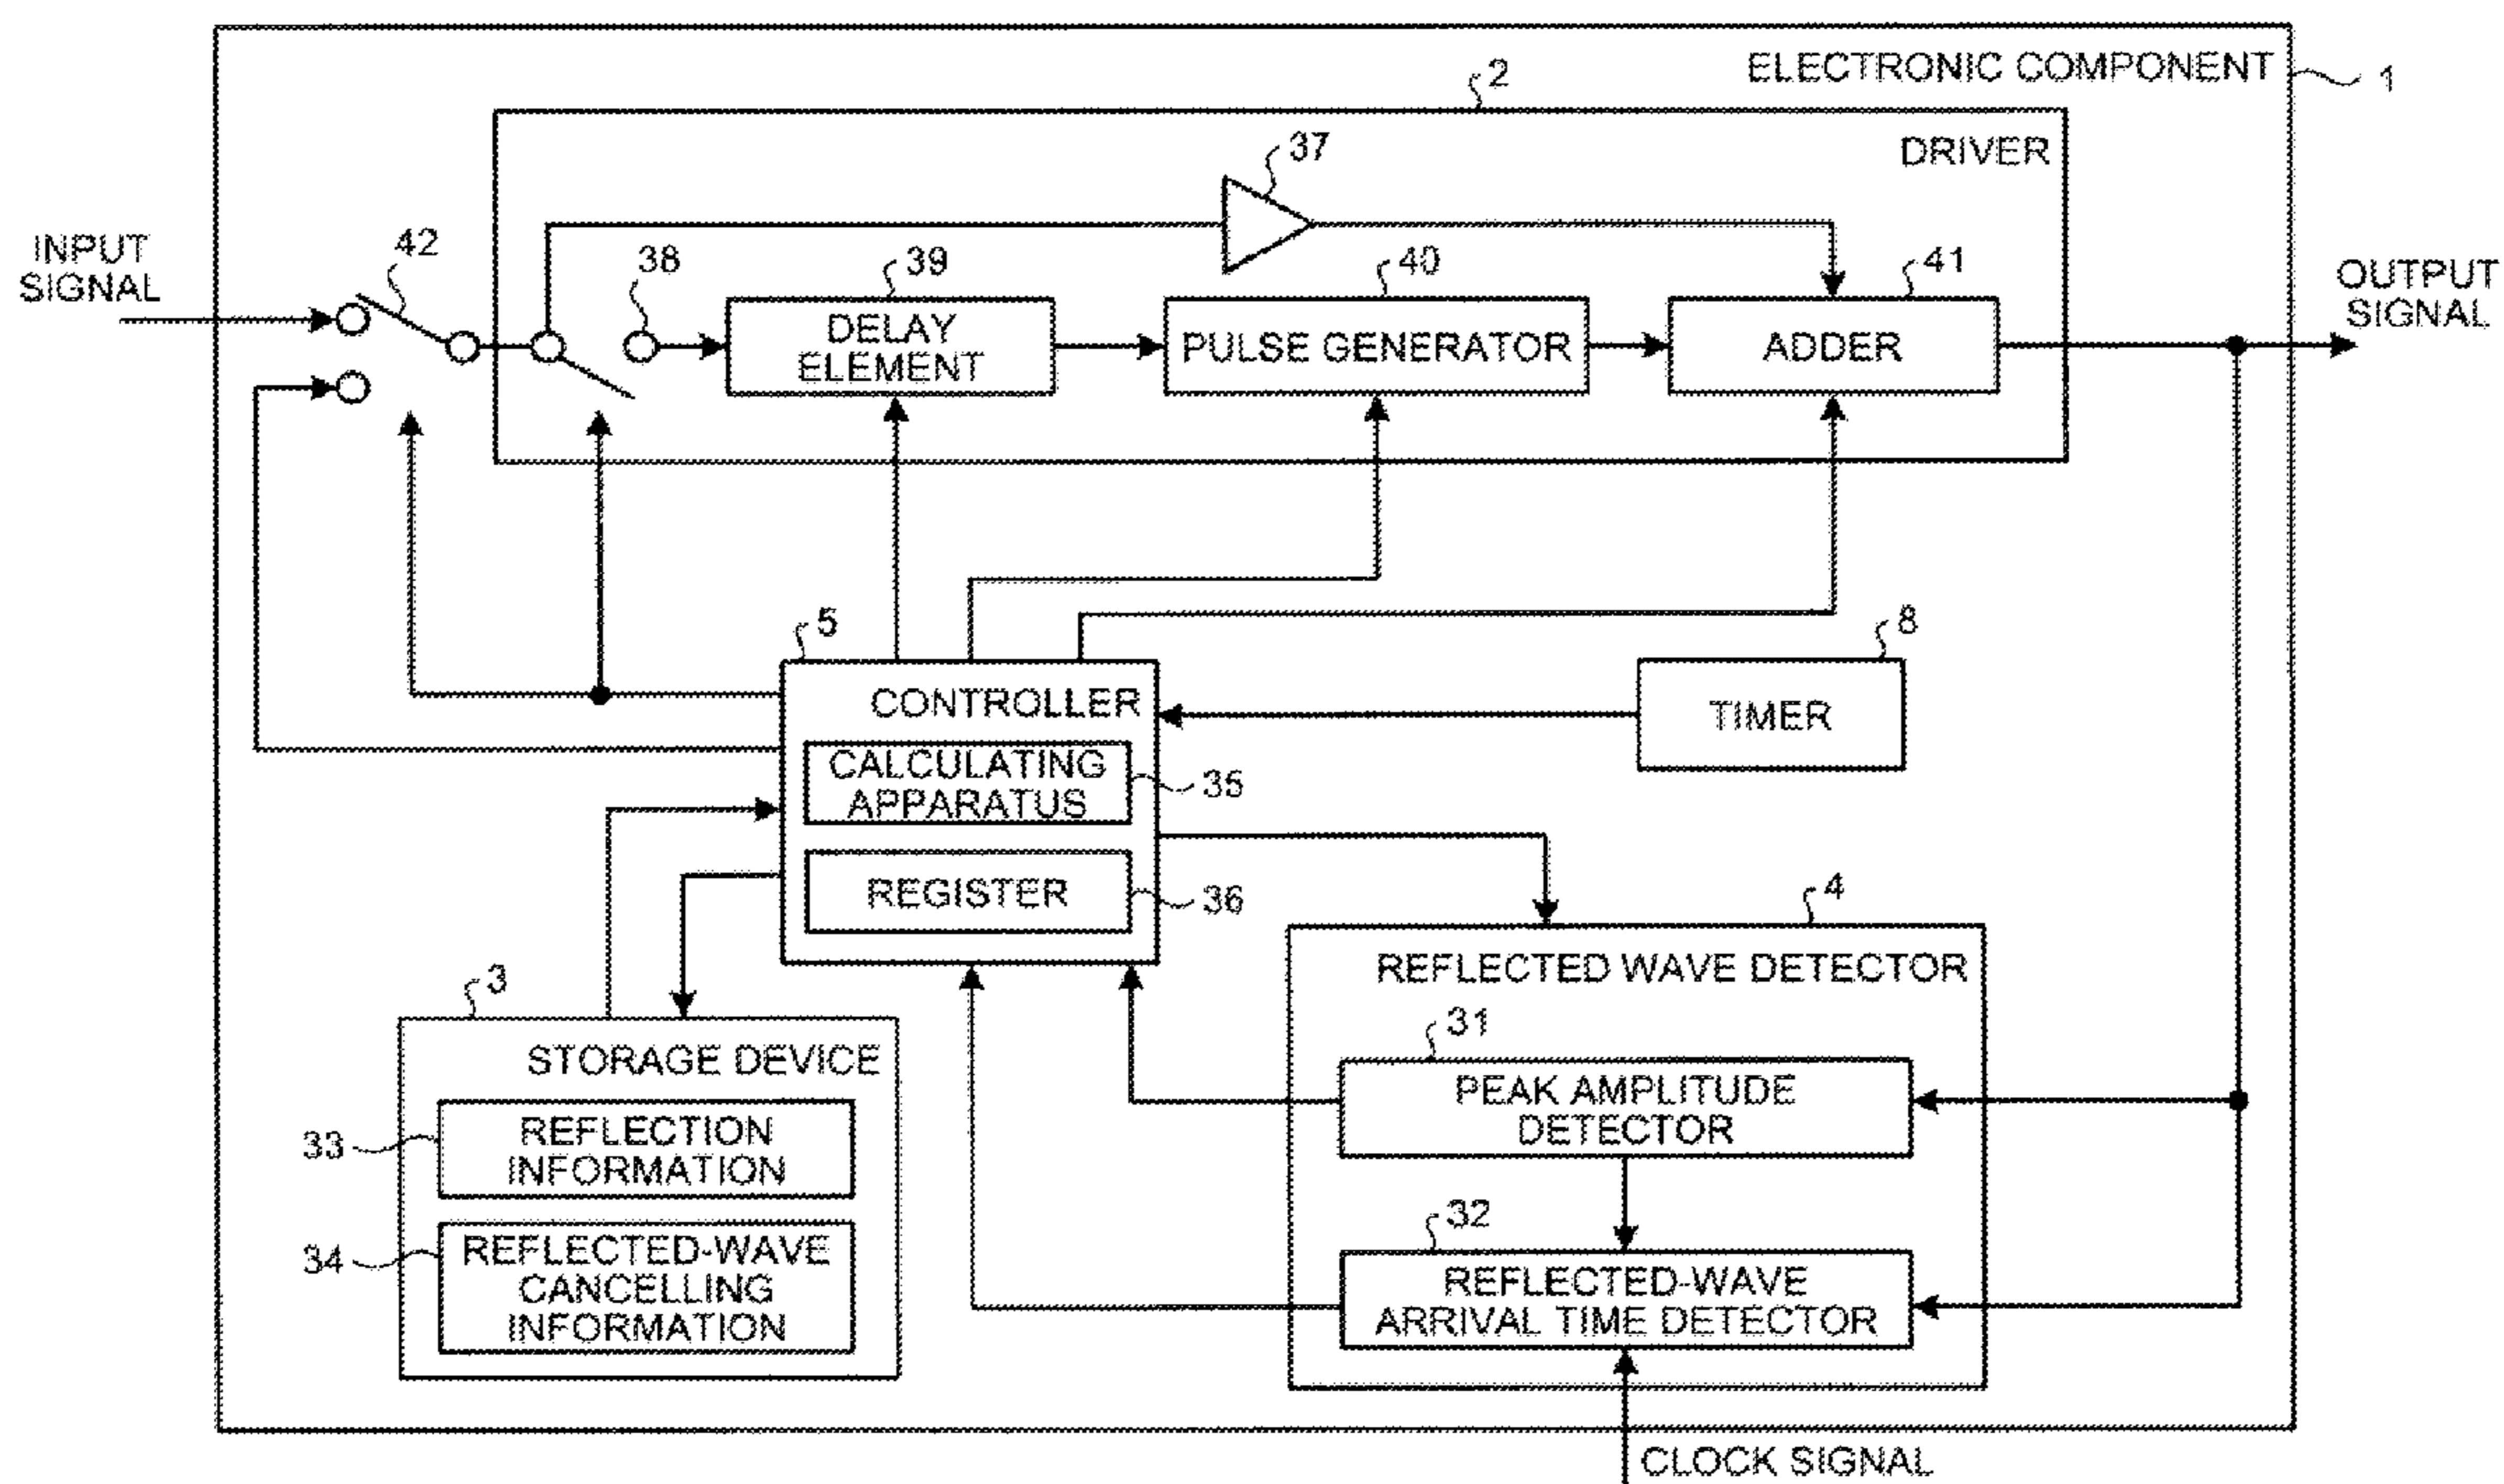 ELECTRONIC COMPONENT
1
2
DRIVER
37
INPUT
SIGNAL
42
38
39
40
41
OUTPUT
SIGNAL
DELAY
ELEMENT
PULSE GENERATOR
ADDER
5
8
CONTROLLER
TIMER
CALCULATING
APPARATUS
35
REGISTER
36
4
REFLECTED WAVE DETECTOR
3
STORAGE DEVICE
31
PEAK AMPLITUDE
DETECTOR
33
REFLECTION
INFORMATION
32
34
REFLECTED-WAVE
CANCELLING
INFORMATION
REFLECTED-WAVE
ARRIVAL TIME DETECTOR
CLOCK SIGNAL